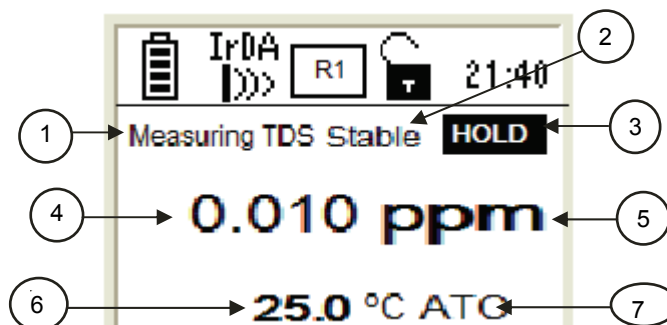 2
IrDA R1 21:40
1 Measuring TDS Stable HOLD 3
4 0.010 ppm 5
6 25.0 °C ATC 7